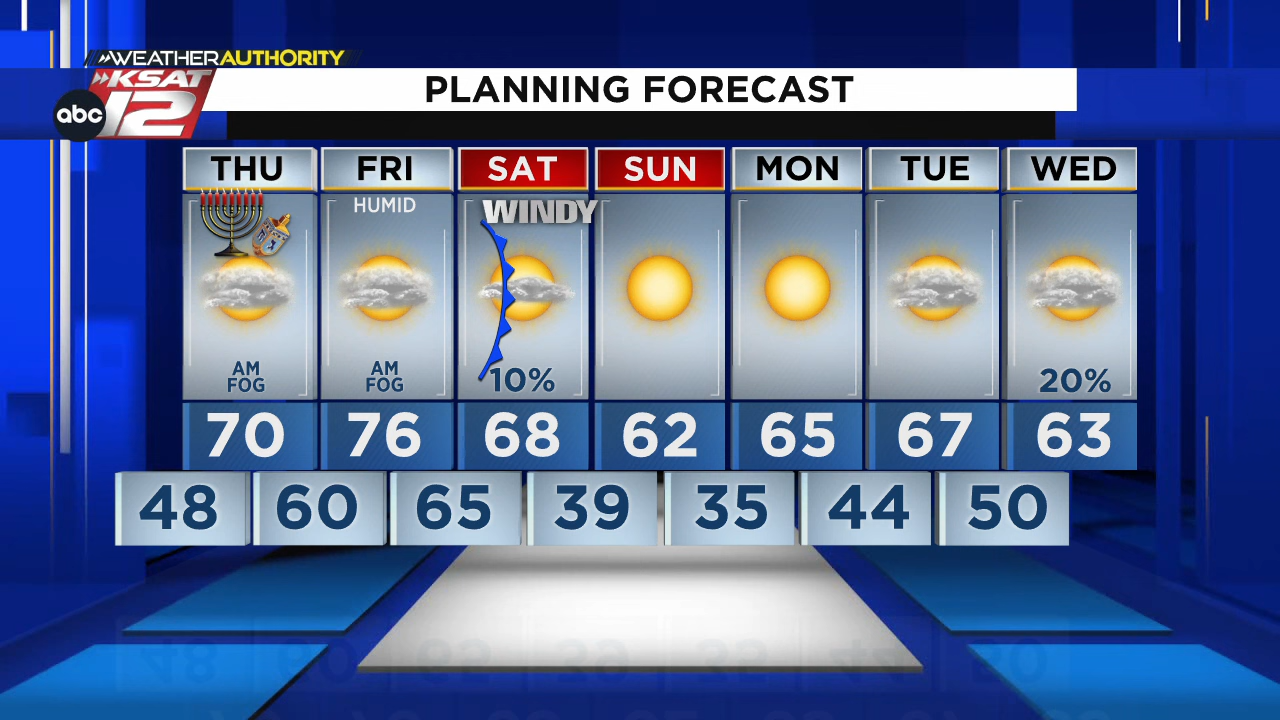 WEATHERAUTHORITY
KSAT
abc 12
PLANNING FORECAST
THU FRI SAT SUN MON TUE WED
HUMID WINDY
AM FOG AM FOG 10% 20%
70 76 68 62 65 67 63
48 60 65 39 35 44 50